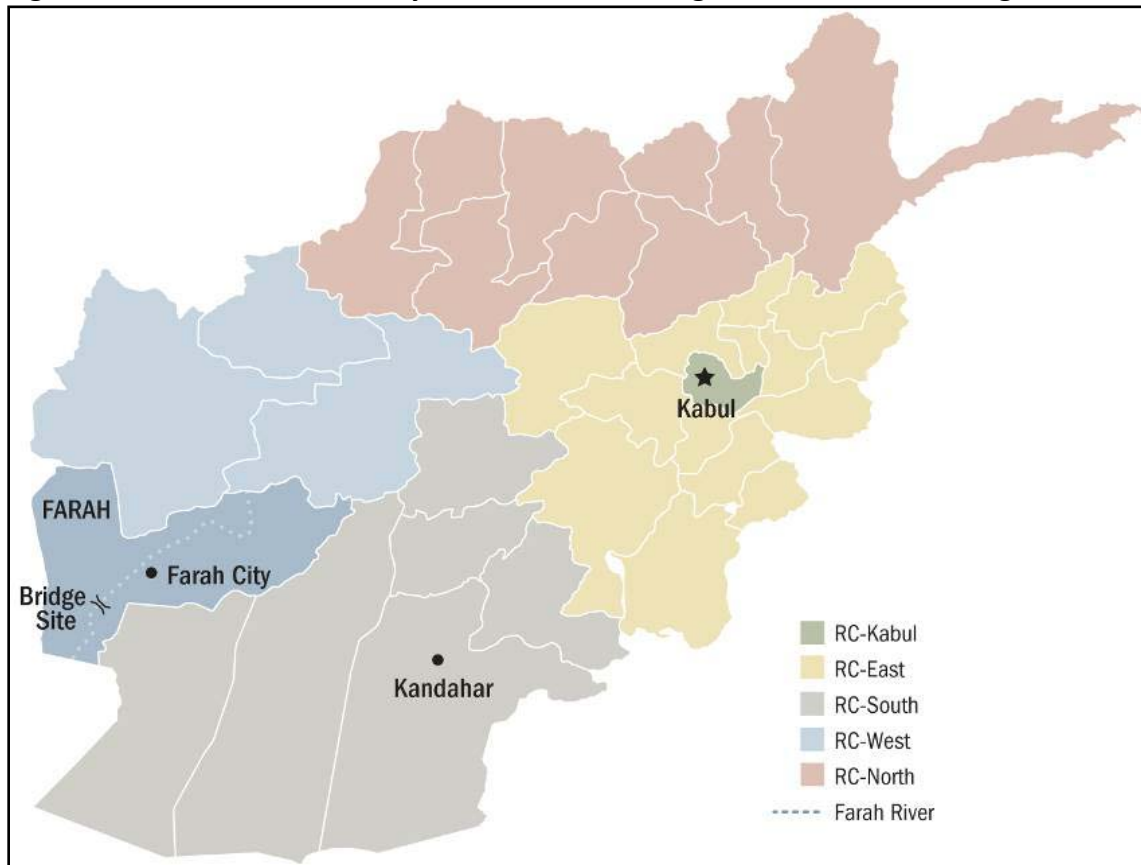 FARAH
Farah City
Bridge
Site
Kabul
Kandahar
RC-Kabul
RC-East
RC-South
RC-West
RC-North
Farah River